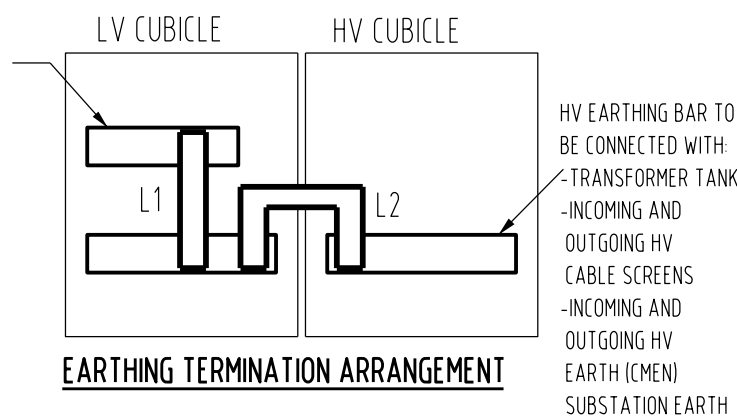 LV CUBICLE
HV CUBICLE
L1
L2
HV EARTHING BAR TO
BE CONNECTED WITH:
-TRANSFORMER TANK
-INCOMING AND
OUTGOING HV
CABLE SCREENS
-INCOMING AND
OUTGOING HV
EARTH (CMEN)
SUBSTATION EARTH
EARTHING TERMINATION ARRANGEMENT